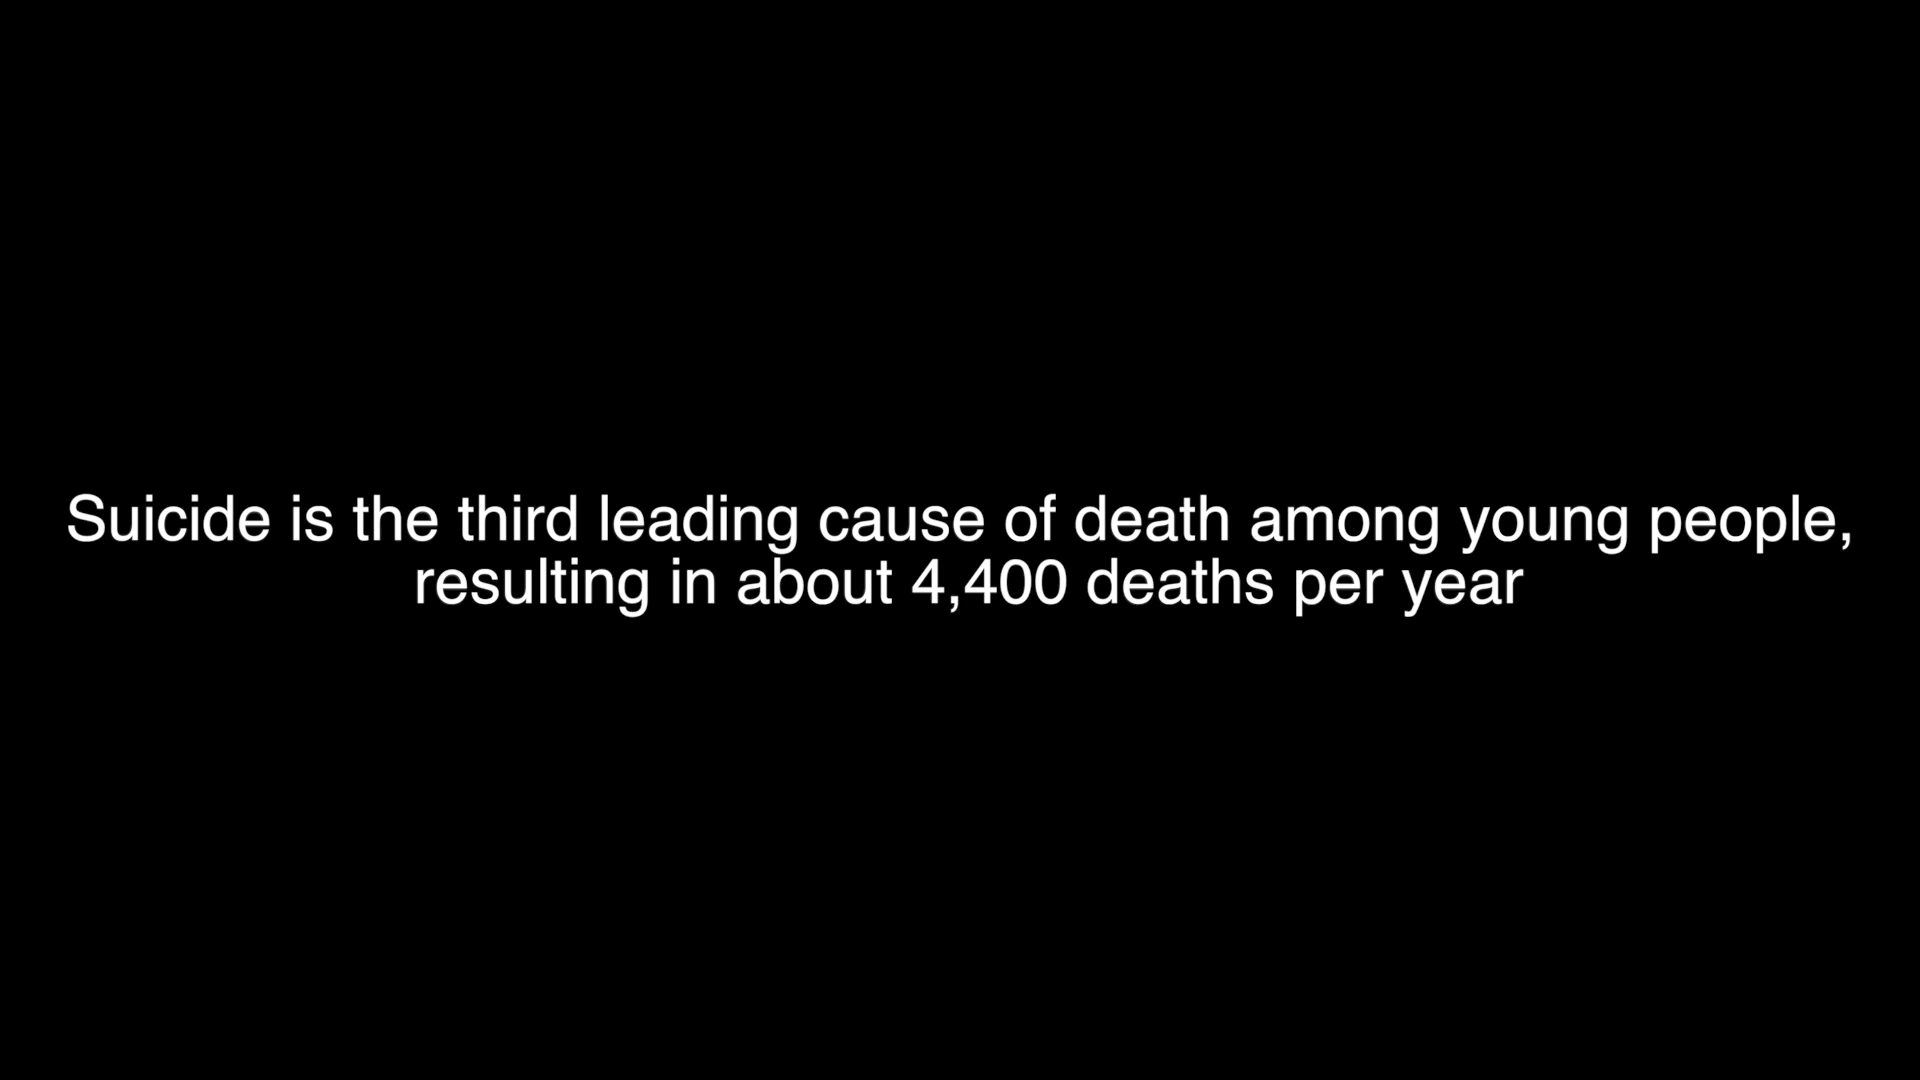 Suicide is the third leading cause of death among young people,
resulting in about 4,400 deaths per year